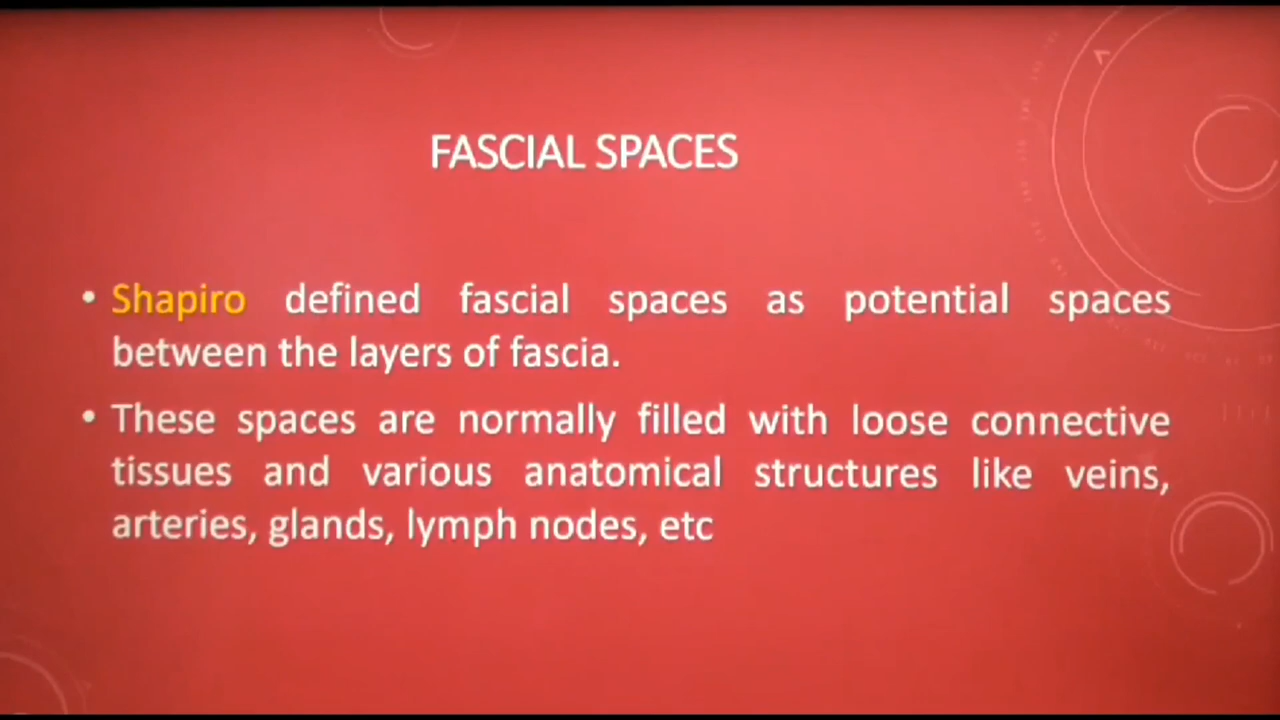 FASCIAL SPACES
• Shapiro defined fascial spaces as potential spaces
between the layers of fascia.
• These spaces are normally filled with loose connective
tissues and various anatomical structures like veins,
arteries, glands, lymph nodes, etc